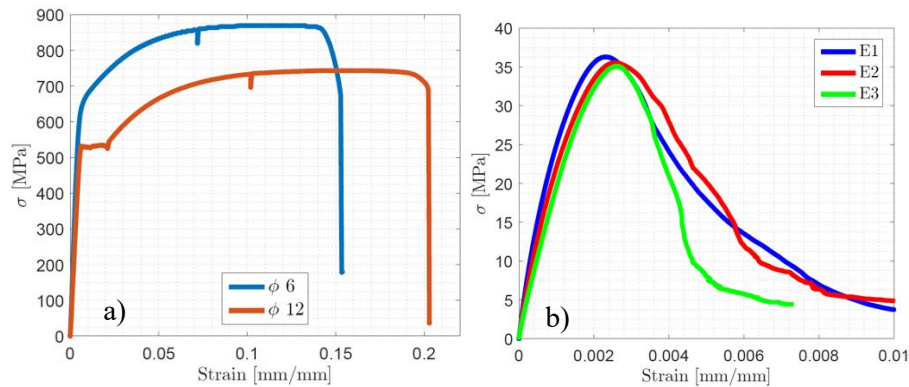 900
800
700
600
500
400
300
200
100
0
σ [MPa]
0
0.05
0.1
0.15
0.2
Strain [mm/mm]
ϕ 6
ϕ 12
a)
40
35
30
25
20
15
10
5
0
σ [MPa]
0
0.002
0.004
0.006
0.008
0.01
Strain [mm/mm]
E1
E2
E3
b)